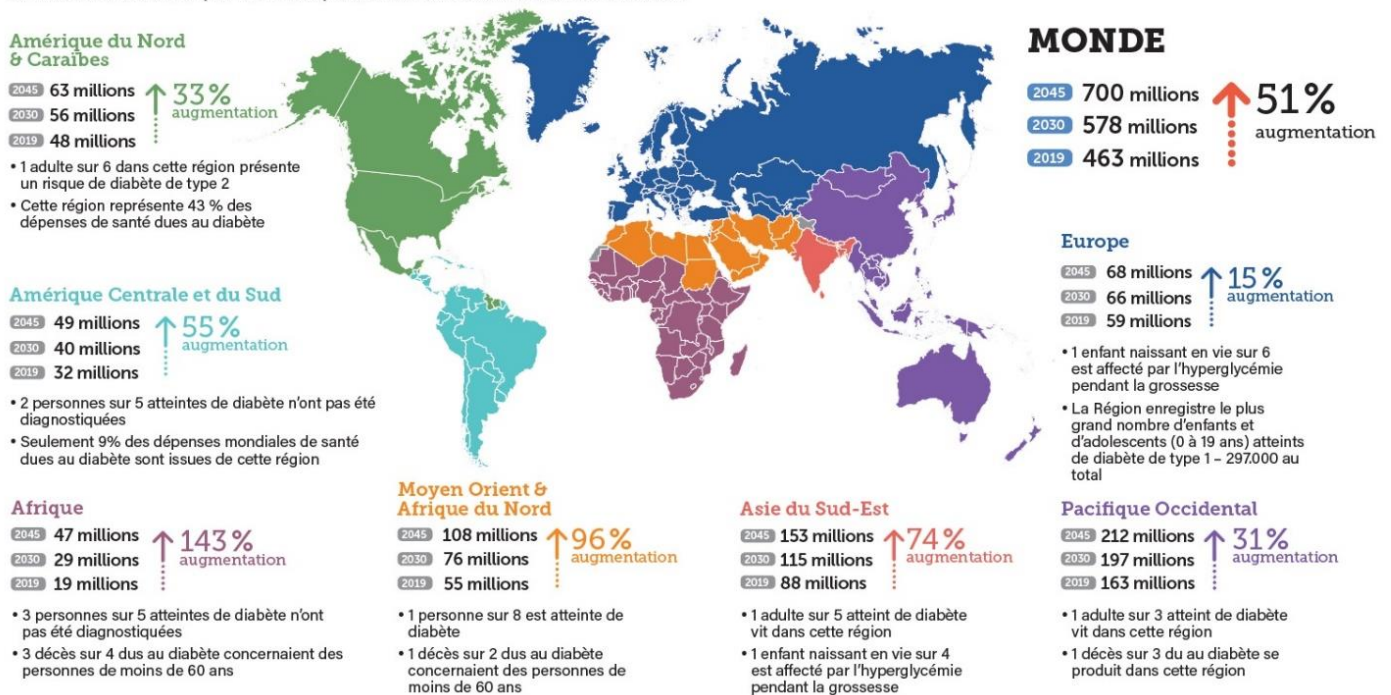 Amérique du Nord
& Caraïbes
2045 63 millions
2030 56 millions
2019 48 millions
33%
augmentation
• 1 adulte sur 6 dans cette région présente
un risque de diabète de type 2
• Cette région représente 43 % des
dépenses de santé dues au diabète
MONDE
2045 700 millions
2030 578 millions
2019 463 millions
51%
augmentation
Amérique Centrale et du Sud
2045 49 millions
2030 40 millions
2019 32 millions
55%
augmentation
• 2 personnes sur 5 atteintes de diabète n'ont pas été
diagnostiquées
• Seulement 9% des dépenses mondiales de santé
dues au diabète sont issues de cette région
Europe
2045 68 millions
2030 66 millions
2019 59 millions
15%
augmentation
• 1 enfant naissant en vie sur 6
est affecté par l'hyperglycémie
pendant la grossesse
• La Région enregistre le plus
grand nombre d'enfants et
d'adolescents (0 à 19 ans) atteints
de diabète de type 1 – 297.000 au
total
Afrique
2045 47 millions
2030 29 millions
2019 19 millions
143%
augmentation
• 3 personnes sur 5 atteintes de diabète n'ont
pas été diagnostiquées
• 3 décès sur 4 dus au diabète concernaient des
personnes de moins de 60 ans
Moyen Orient &
Afrique du Nord
2045 108 millions
2030 76 millions
2019 55 millions
96%
augmentation
• 1 personne sur 8 est atteinte de
diabète
• 1 décès sur 2 dus au diabète
concernaient des personnes de
moins de 60 ans
Asie du Sud-Est
2045 153 millions
2030 115 millions
2019 88 millions
74%
augmentation
• 1 adulte sur 5 atteint de diabète
vit dans cette région
• 1 enfant naissant en vie sur 4
est affecté par l'hyperglycémie
pendant la grossesse
Pacifique Occidental
2045 212 millions
2030 197 millions
2019 163 millions
31%
augmentation
• 1 adulte sur 3 atteint de diabète
vit dans cette région
• 1 décès sur 3 du au diabète se
produit dans cette région